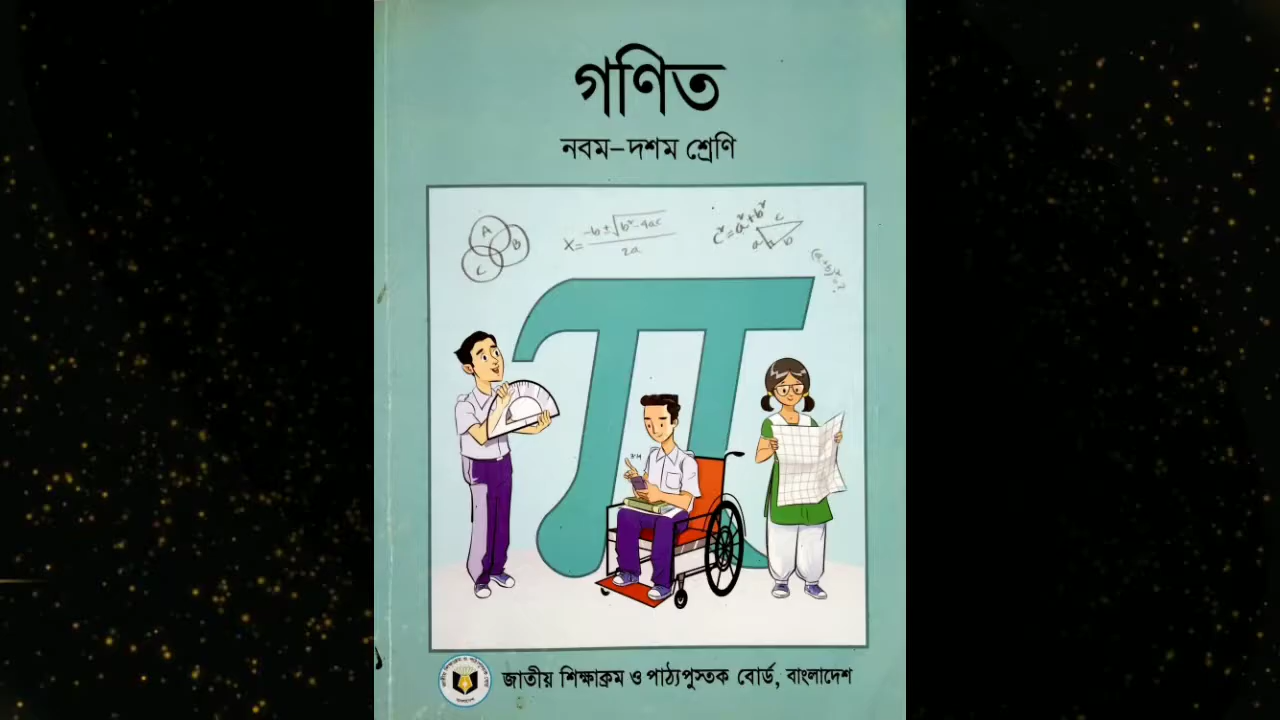 গণিত
নবম–দশম শ্রেণি
A
B
C
x = -b ± √b² - 4ac / 2a
c² = a² + b²
c
a
b
জাতীয় শিক্ষাক্রম ও পাঠ্যপুস্তক বোর্ড, বাংলাদেশ